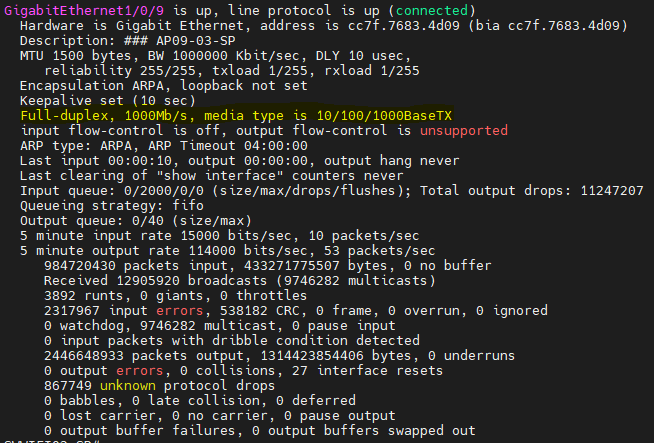 GigabitEthernet1/0/9 is up, line protocol is up (connected)
Hardware is Gigabit Ethernet, address is cc7f.7683.4d09 (bia cc7f.7683.4d09)
Description: ### AP09-03-SP
MTU 1500 bytes, BW 1000000 Kbit/sec, DLY 10 usec,
reliability 255/255, txload 1/255, rxload 1/255
Encapsulation ARPA, loopback not set
Keepalive set (10 sec)
Full-duplex, 1000Mb/s, media type is 10/100/1000BaseTX
input flow-control is off, output flow-control is unsupported
ARP type: ARPA, ARP Timeout 04:00:00
Last input 00:00:10, output 00:00:00, output hang never
Last clearing of "show interface" counters never
Input queue: 0/2000/0/0 (size/max/drops/flushes); Total output drops: 11247207
Queueing strategy: fifo
Output queue: 0/40 (size/max)
5 minute input rate 15000 bits/sec, 10 packets/sec
5 minute output rate 114000 bits/sec, 53 packets/sec
984720430 packets input, 433271775507 bytes, 0 no buffer
Received 12905920 broadcasts (9746282 multicasts)
3892 runts, 0 giants, 0 throttles
2317967 input errors, 538182 CRC, 0 frame, 0 overrun, 0 ignored
0 watchdog, 9746282 multicast, 0 pause input
0 input packets with dribble condition detected
2446648933 packets output, 1314423854406 bytes, 0 underruns
0 output errors, 0 collisions, 27 interface resets
867749 unknown protocol drops
0 babbles, 0 late collision, 0 deferred
0 lost carrier, 0 no carrier, 0 pause output
0 output buffer failures, 0 output buffers swapped out